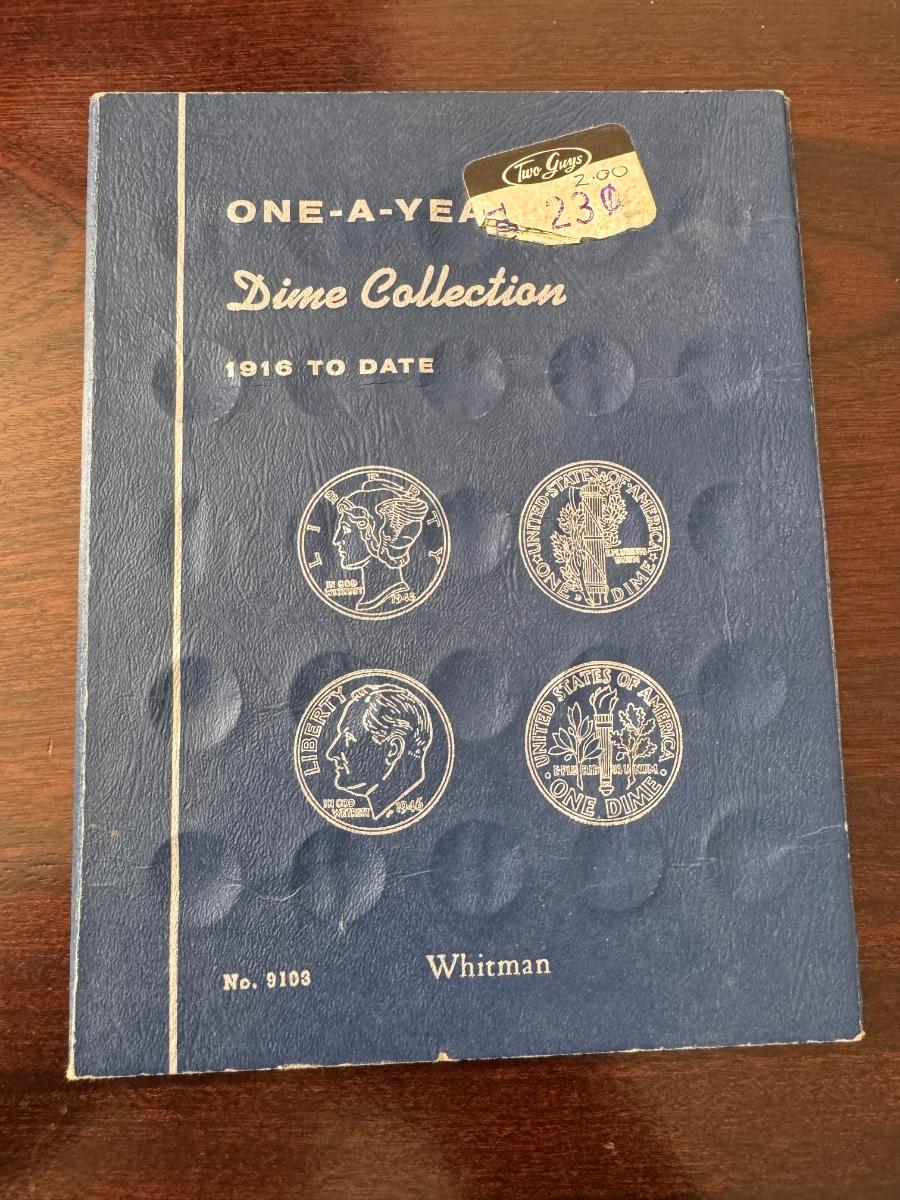 Two Guys
2.00
23¢
ONE-A-YEA
Dime Collection
1916 TO DATE
LIBERTY
IN GOD
WE TRUST
1945
UNITED·STATES·OF·AMERICA
E·PLURIBUS
UNUM
ONE DIME
LIBERTY
IN GOD
WE TRUST
1946
UNITED STATES OF AMERICA
E·PLURIBUS UNUM·
·ONE DIME·
No. 9103
Whitman